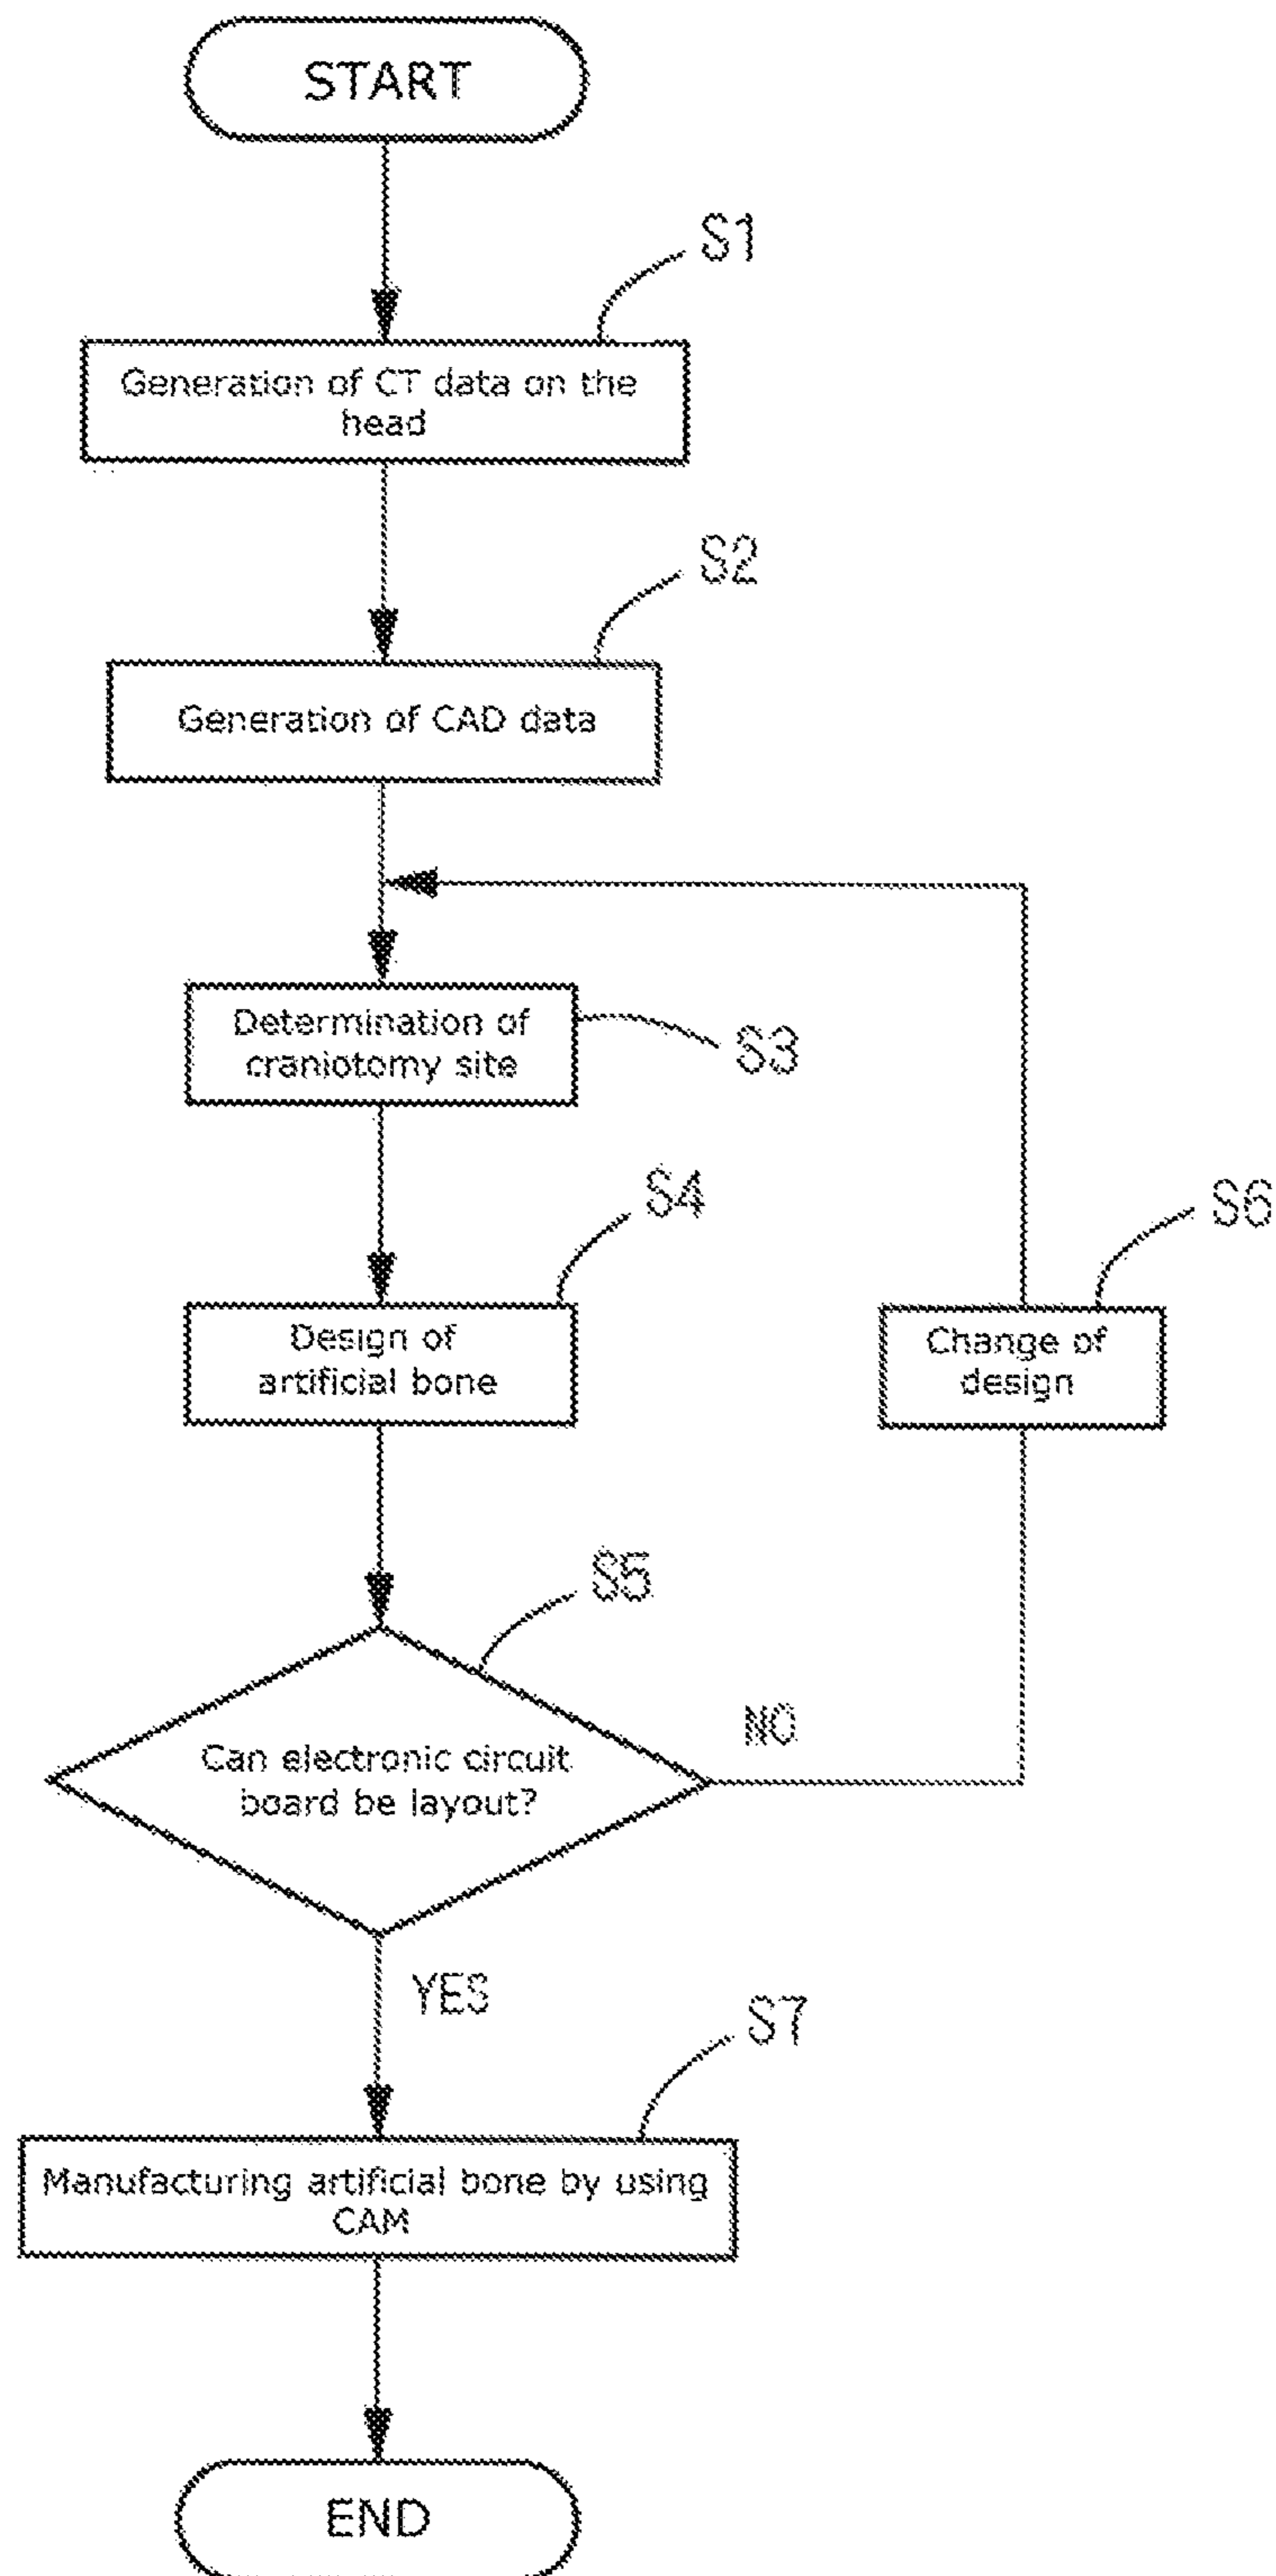 START
S1
Generation of CT data on the
head
S2
Generation of CAD data
Determination of
craniotomy site
S3
S4
Design of
artificial bone
S6
Change of
design
S5
Can electronic circuit
board be layout?
NO
YES
S7
Manufacturing artificial bone by using
CAM
END